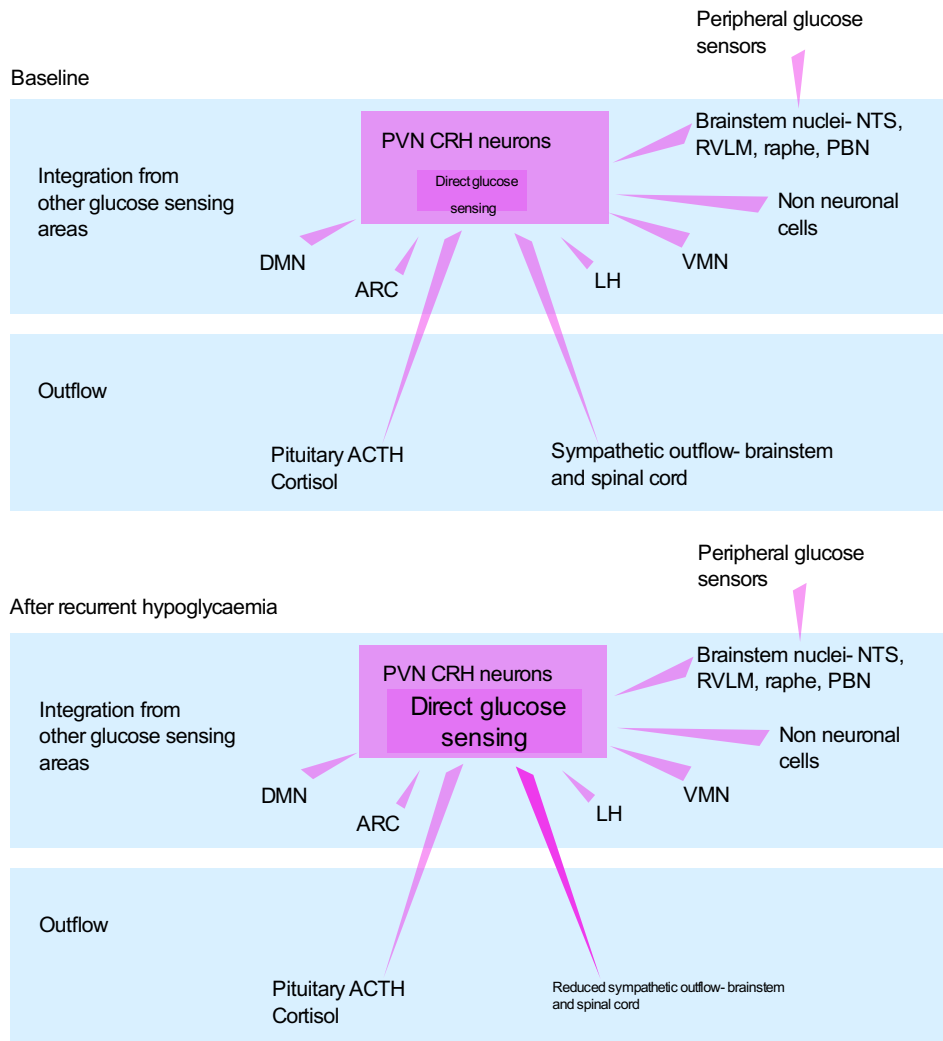 Peripheral glucose
sensors
Baseline
PVN CRH neurons
Brainstem nuclei- NTS,
RVLM, raphe, PBN
Integration from
other glucose sensing
areas
Direct glucose
sensing
Non neuronal
cells
DMN
ARC
LH
VMN
Outflow
Pituitary ACTH
Cortisol
Sympathetic outflow- brainstem
and spinal cord
Peripheral glucose
sensors
After recurrent hypoglycaemia
PVN CRH neurons
Brainstem nuclei- NTS,
RVLM, raphe, PBN
Integration from
other glucose sensing
areas
Direct glucose
sensing
Non neuronal
cells
DMN
ARC
LH
VMN
Outflow
Pituitary ACTH
Cortisol
Reduced sympathetic outflow- brainstem
and spinal cord